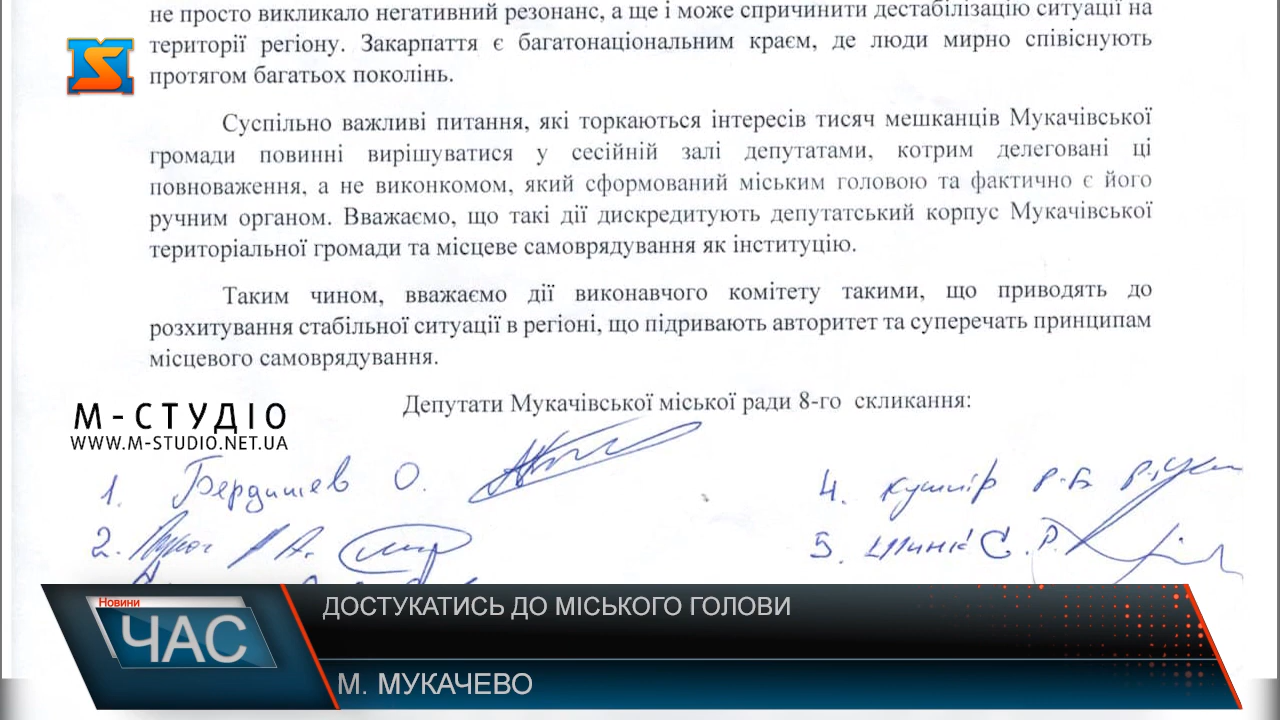 не просто викликало негативний резонанс, а ще і може спричинити дестабілізацію ситуації на
території регіону. Закарпаття є багатонаціональним краєм, де люди мирно співіснують
протягом багатьох поколінь.
Суспільно важливі питання, які торкаються інтересів тисяч мешканців Мукачівської
громади повинні вирішуватися у сесійній залі депутатами, котрим делеговані ці
повноваження, а не виконкомом, який сформований міським головою та фактично є його
ручним органом. Вважаємо, що такі дії дискредитують депутатський корпус Мукачівської
територіальної громади та місцеве самоврядування як інституцію.
Таким чином, вважаємо дії виконавчого комітету такими, що приводять до
розхитування стабільної ситуації в регіоні, що підривають авторитет та суперечать принципам
місцевого самоврядування.
Депутати Мукачівської міської ради 8-го скликання:
М-СТУДІО
WWW.M-STUDIO.NET.UA
1. Бердишев О.
2.
4. Кушнір Р.Б
5.
Новини
ЧАС
ДОСТУКАТИСЬ ДО МІСЬКОГО ГОЛОВИ
М. МУКАЧЕВО